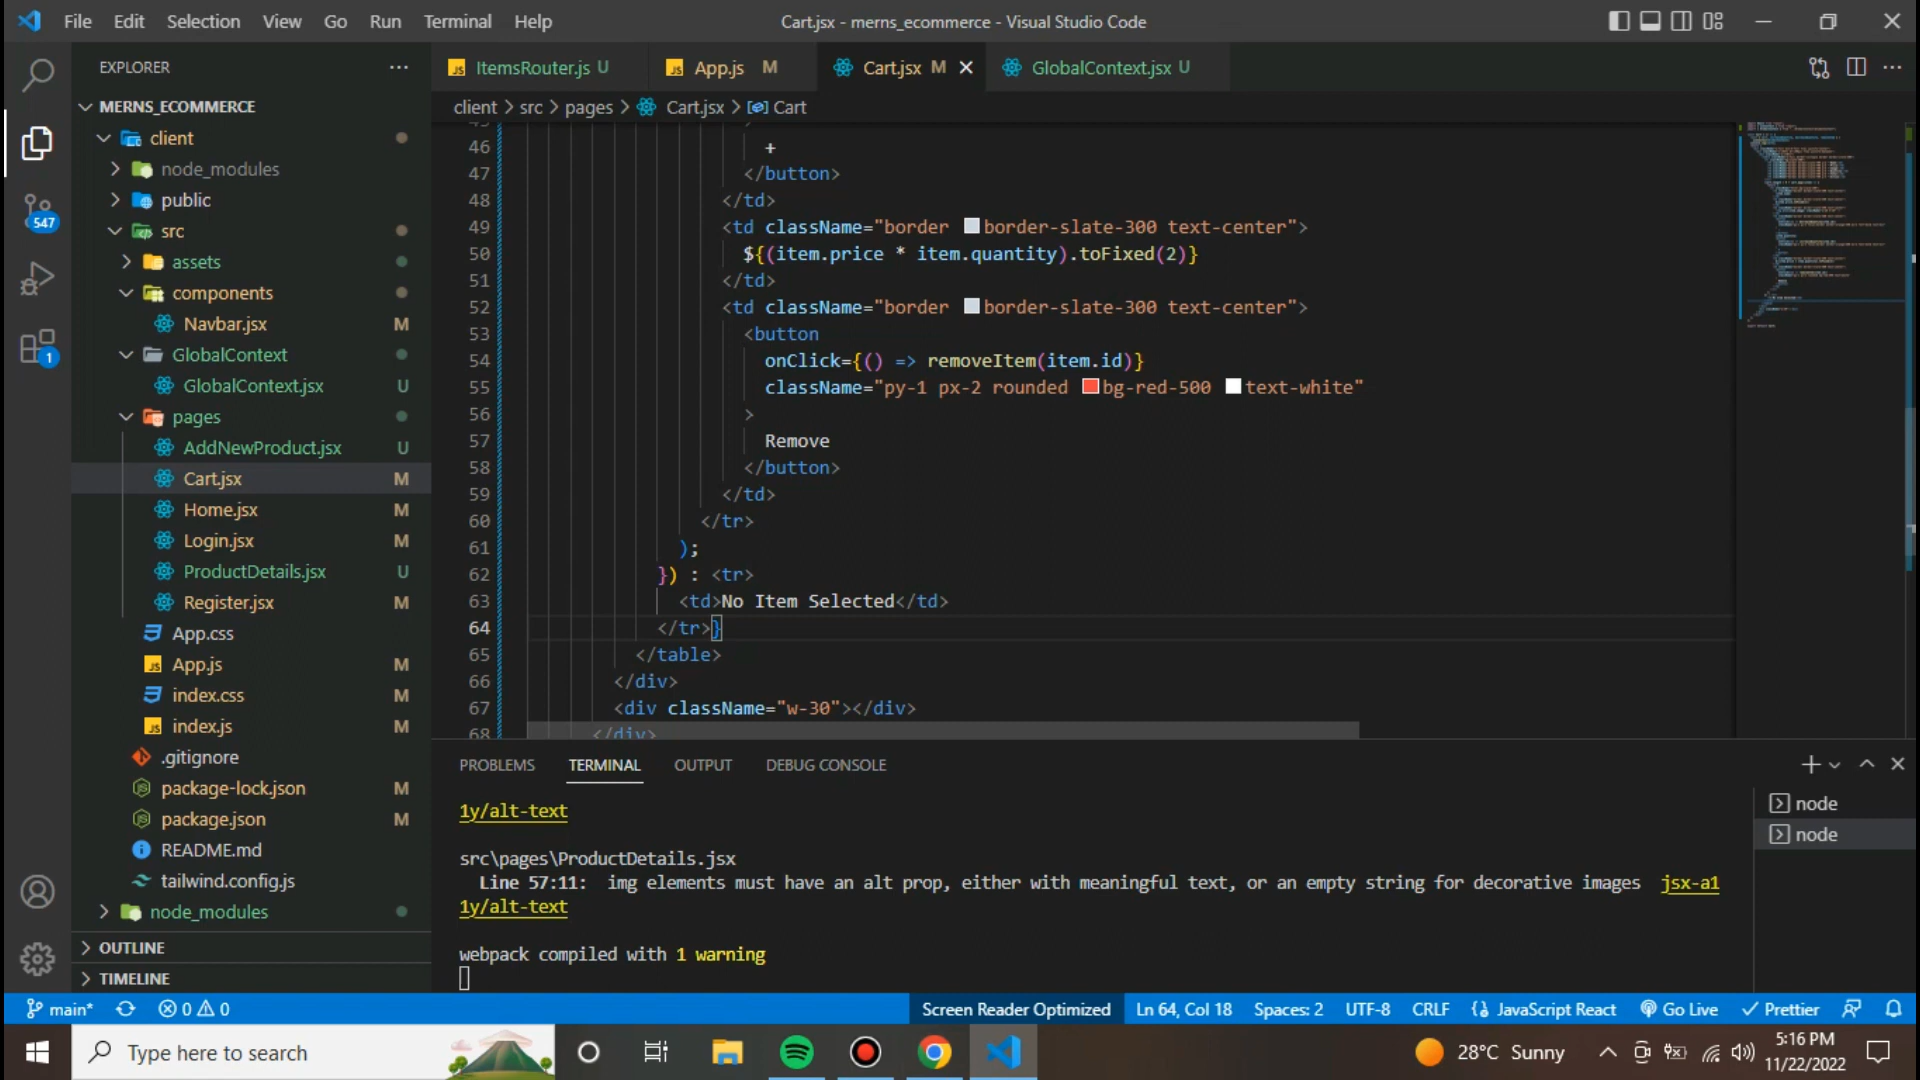 File Edit Selection View Go Run Terminal Help
Cart.jsx - merns_ecommerce - Visual Studio Code
EXPLORER
MERNS_ECOMMERCE
client
node_modules
public
src
assets
components
Navbar.jsx M
GlobalContext
GlobalContext.jsx U
pages
AddNewProduct.jsx U
Cart.jsx M
Home.jsx M
Login.jsx M
ProductDetails.jsx U
Register.jsx M
App.css
App.js M
index.css M
index.js M
.gitignore
package-lock.json M
package.json M
README.md
tailwind.config.js
node_modules
OUTLINE
TIMELINE
547
1
ItemsRouter.js U
App.js M
Cart.jsx M
GlobalContext.jsx U
client > src > pages > Cart.jsx > Cart
46 +
47 </button>
48 </td>
49 <td className="border border-slate-300 text-center">
50 ${(item.price * item.quantity).toFixed(2)}
51 </td>
52 <td className="border border-slate-300 text-center">
53 <button
54 onClick={() => removeItem(item.id)}
55 className="py-1 px-2 rounded bg-red-500 text-white"
56 >
57 Remove
58 </button>
59 </td>
60 </tr>
61 );
62 }) : <tr>
63 <td>No Item Selected</td>
64 </tr>}
65 </table>
66 </div>
67 <div className="w-30"></div>
68 </div>
PROBLEMS TERMINAL OUTPUT DEBUG CONSOLE
1y/alt-text
src\pages\ProductDetails.jsx
Line 57:11: img elements must have an alt prop, either with meaningful text, or an empty string for decorative images jsx-a1
1y/alt-text
webpack compiled with 1 warning
node
node
main* 0 0
Screen Reader Optimized Ln 64, Col 18 Spaces: 2 UTF-8 CRLF JavaScript React Go Live Prettier
Type here to search
28°C Sunny
5:16 PM
11/22/2022